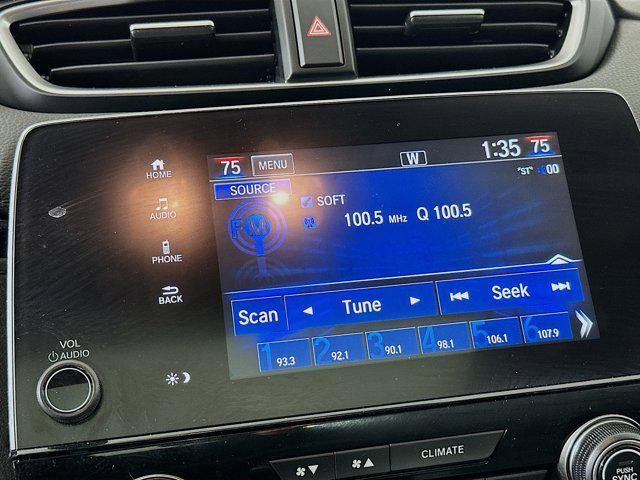 75 MENU W 1:35 75
SOURCE "ST" 00
HOME
FM SOFT
AUDIO
100.5 MHz Q 100.5
PHONE
BACK
Scan Tune Seek
1 93.3 2 92.1 3 90.1 4 98.1 5 106.1 6 107.9
VOL
AUDIO
CLIMATE
PUSH
SYNC